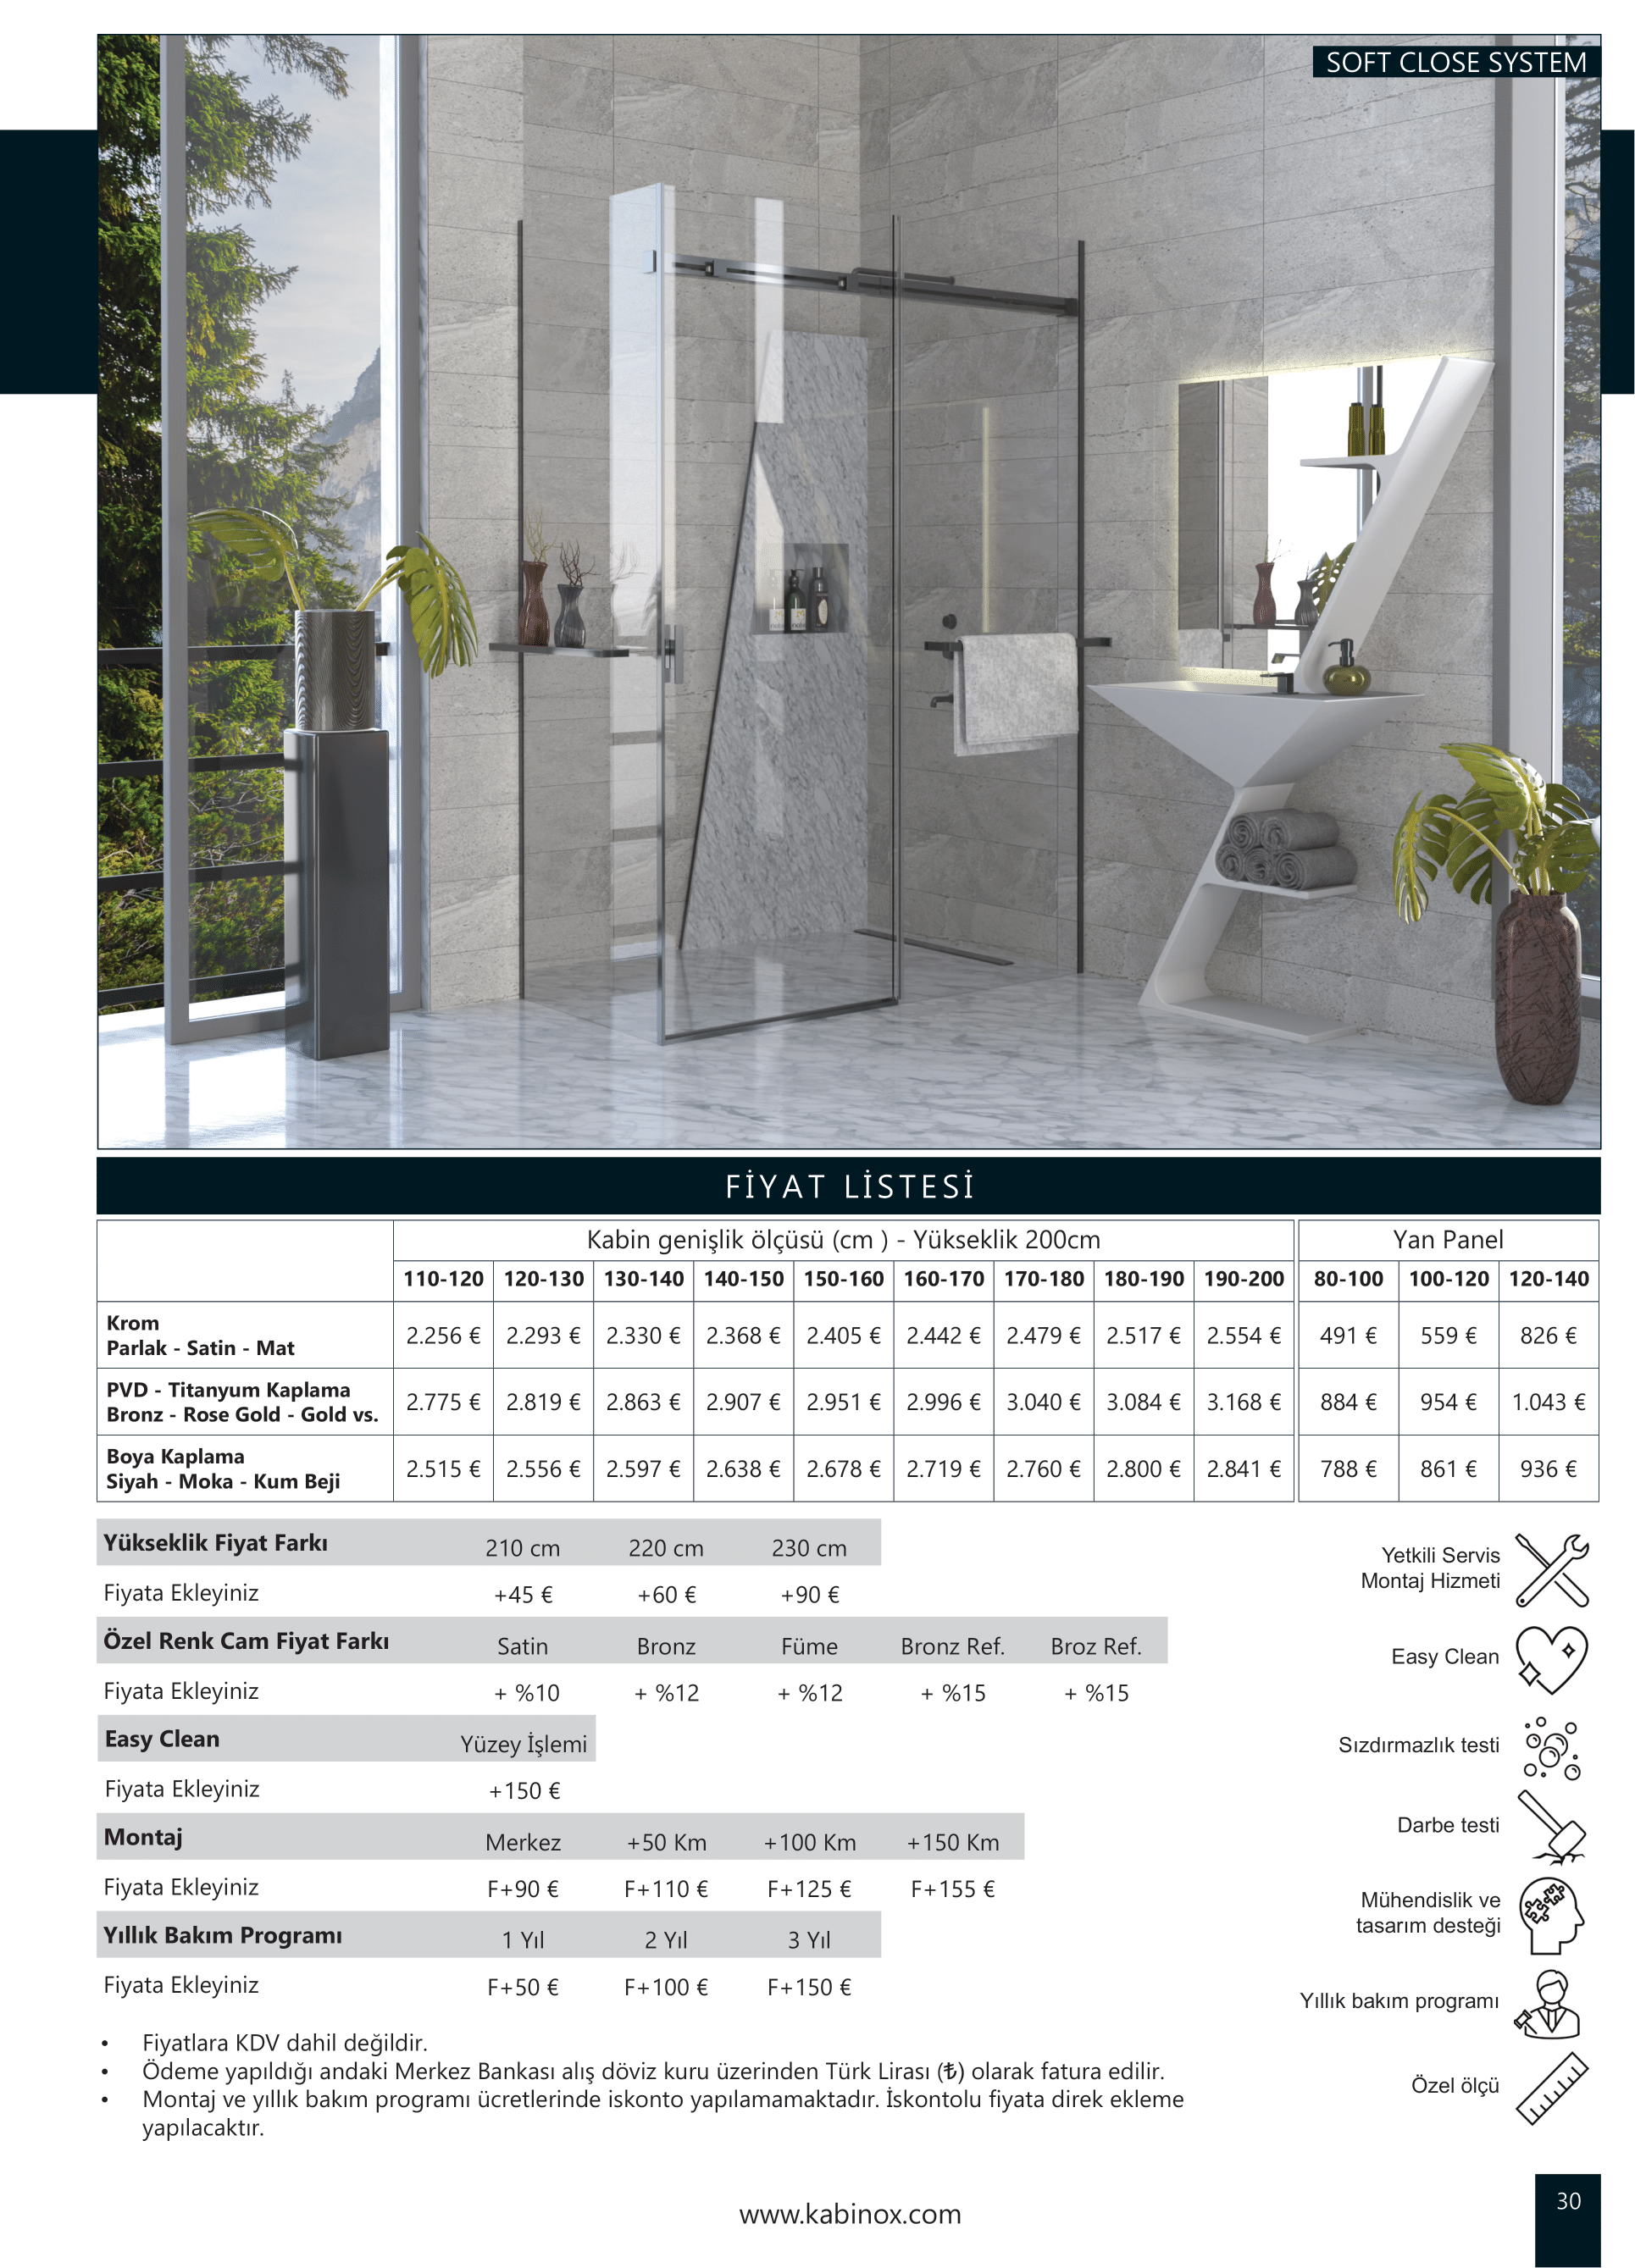 SOFT CLOSE SYSTEM
FİYAT LİSTESİ
Kabin genişlik ölçüsü (cm ) - Yükseklik 200cm Yan Panel
110-120 120-130 130-140 140-150 150-160 160-170 170-180 180-190 190-200 80-100 100-120 120-140
Krom
Parlak - Satin - Mat
2.256 € 2.293 € 2.330 € 2.368 € 2.405 € 2.442 € 2.479 € 2.517 € 2.554 € 491 € 559 € 826 €
PVD - Titanyum Kaplama
Bronz - Rose Gold - Gold vs.
2.775 € 2.819 € 2.863 € 2.907 € 2.951 € 2.996 € 3.040 € 3.084 € 3.168 € 884 € 954 € 1.043 €
Boya Kaplama
Siyah - Moka - Kum Beji
2.515 € 2.556 € 2.597 € 2.638 € 2.678 € 2.719 € 2.760 € 2.800 € 2.841 € 788 € 861 € 936 €
Yükseklik Fiyat Farkı 210 cm 220 cm 230 cm
Fiyata Ekleyiniz +45 € +60 € +90 €
Özel Renk Cam Fiyat Farkı Satin Bronz Füme Bronz Ref. Broz Ref.
Fiyata Ekleyiniz + %10 + %12 + %12 + %15 + %15
Easy Clean Yüzey İşlemi
Fiyata Ekleyiniz +150 €
Montaj Merkez +50 Km +100 Km +150 Km
Fiyata Ekleyiniz F+90 € F+110 € F+125 € F+155 €
Yıllık Bakım Programı 1 Yıl 2 Yıl 3 Yıl
Fiyata Ekleyiniz F+50 € F+100 € F+150 €
Yetkili Servis
Montaj Hizmeti
Easy Clean
Sızdırmazlık testi
Darbe testi
Mühendislik ve
tasarım desteği
Yıllık bakım programı
Özel ölçü
• Fiyatlara KDV dahil değildir.
• Ödeme yapıldığı andaki Merkez Bankası alış döviz kuru üzerinden Türk Lirası (₺) olarak fatura edilir.
• Montaj ve yıllık bakım programı ücretlerinde iskonto yapılamamaktadır. İskontolu fiyata direk ekleme
yapılacaktır.
www.kabinox.com
30